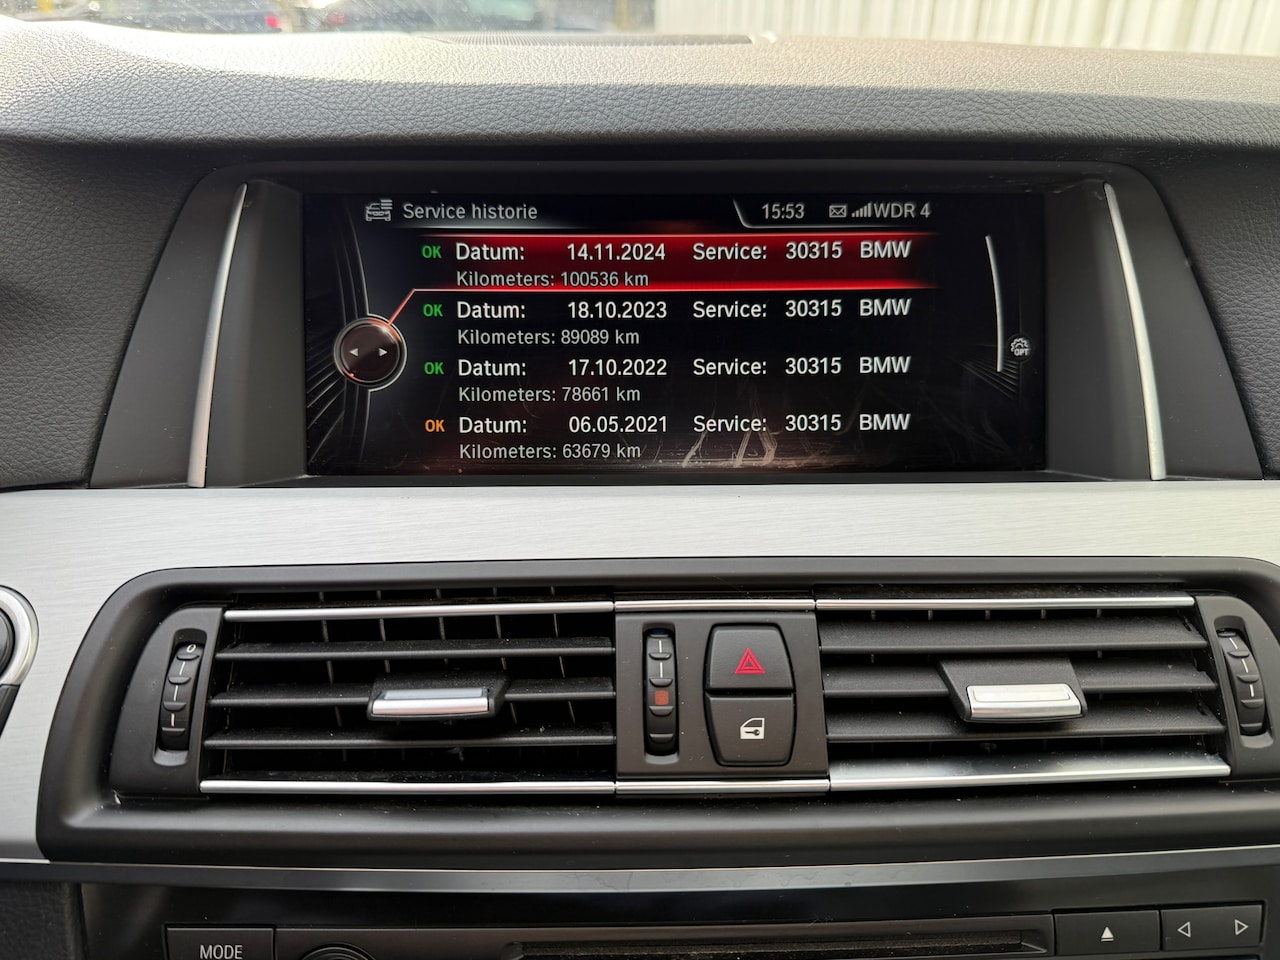 Service historie 15:53 WDR 4
OK Datum: 14.11.2024 Service: 30315 BMW
Kilometers: 100536 km
OK Datum: 18.10.2023 Service: 30315 BMW
Kilometers: 89089 km
OPT
OK Datum: 17.10.2022 Service: 30315 BMW
Kilometers: 78661 km
OK Datum: 06.05.2021 Service: 30315 BMW
Kilometers: 63679 km
0
MODE